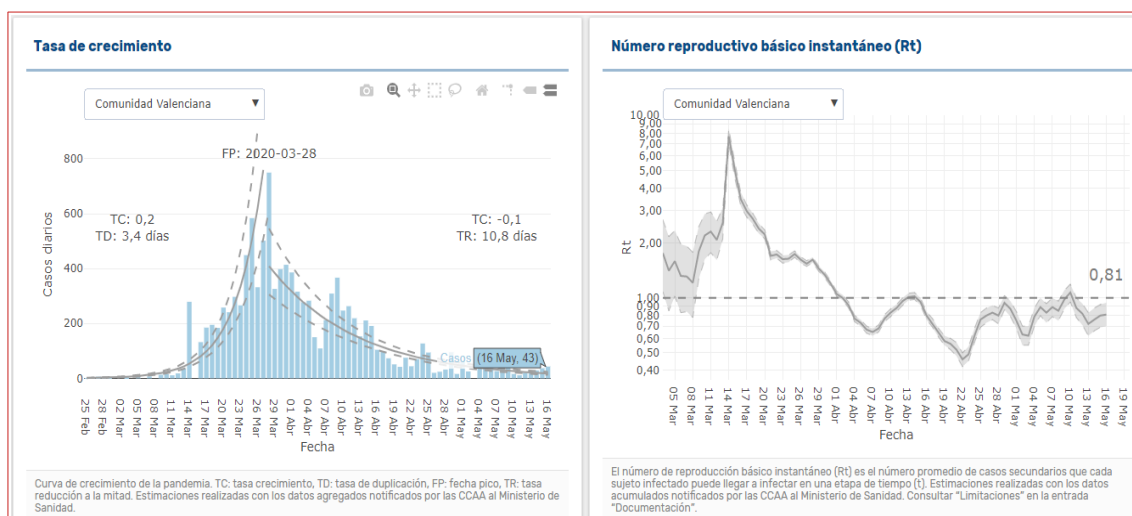 Tasa de crecimiento
Comunidad Valenciana
FP: 2020-03-28
TC: 0,2
TD: 3,4 días
TC: -0,1
TR: 10,8 días
Casos diarios
800
600
400
200
0
Casos
(16 May, 43)
25 Feb
28 Feb
02 Mar
05 Mar
08 Mar
11 Mar
14 Mar
17 Mar
20 Mar
23 Mar
26 Mar
29 Mar
01 Abr
04 Abr
07 Abr
10 Abr
13 Abr
16 Abr
19 Abr
22 Abr
25 Abr
28 Abr
01 May
04 May
07 May
10 May
13 May
16 May
Fecha
Curva de crecimiento de la pandemia. TC: tasa crecimiento, TD: tasa de duplicación, FP: fecha pico, TR: tasa
reducción a la mitad. Estimaciones realizadas con los datos agregados notificados por las CCAA al Ministerio de
Sanidad.
Número reproductivo básico instantáneo (Rt)
Comunidad Valenciana
10,00
9,00
8,00
7,00
6,00
5,00
4,00
3,00
2,00
1,00
0,90
0,80
0,70
0,60
0,50
0,40
Rt
0,81
05 Mar
08 Mar
11 Mar
14 Mar
17 Mar
20 Mar
23 Mar
26 Mar
29 Mar
01 Abr
04 Abr
07 Abr
10 Abr
13 Abr
16 Abr
19 Abr
22 Abr
25 Abr
28 Abr
01 May
04 May
07 May
10 May
13 May
16 May
19 May
Fecha
El número de reproducción básico instantáneo (Rt) es el número promedio de casos secundarios que cada
sujeto infectado puede llegar a infectar en una etapa de tiempo (t). Estimaciones realizadas con los datos
acumulados notificados por las CCAA al Ministerio de Sanidad. Consultar "Limitaciones" en la entrada
"Documentación".